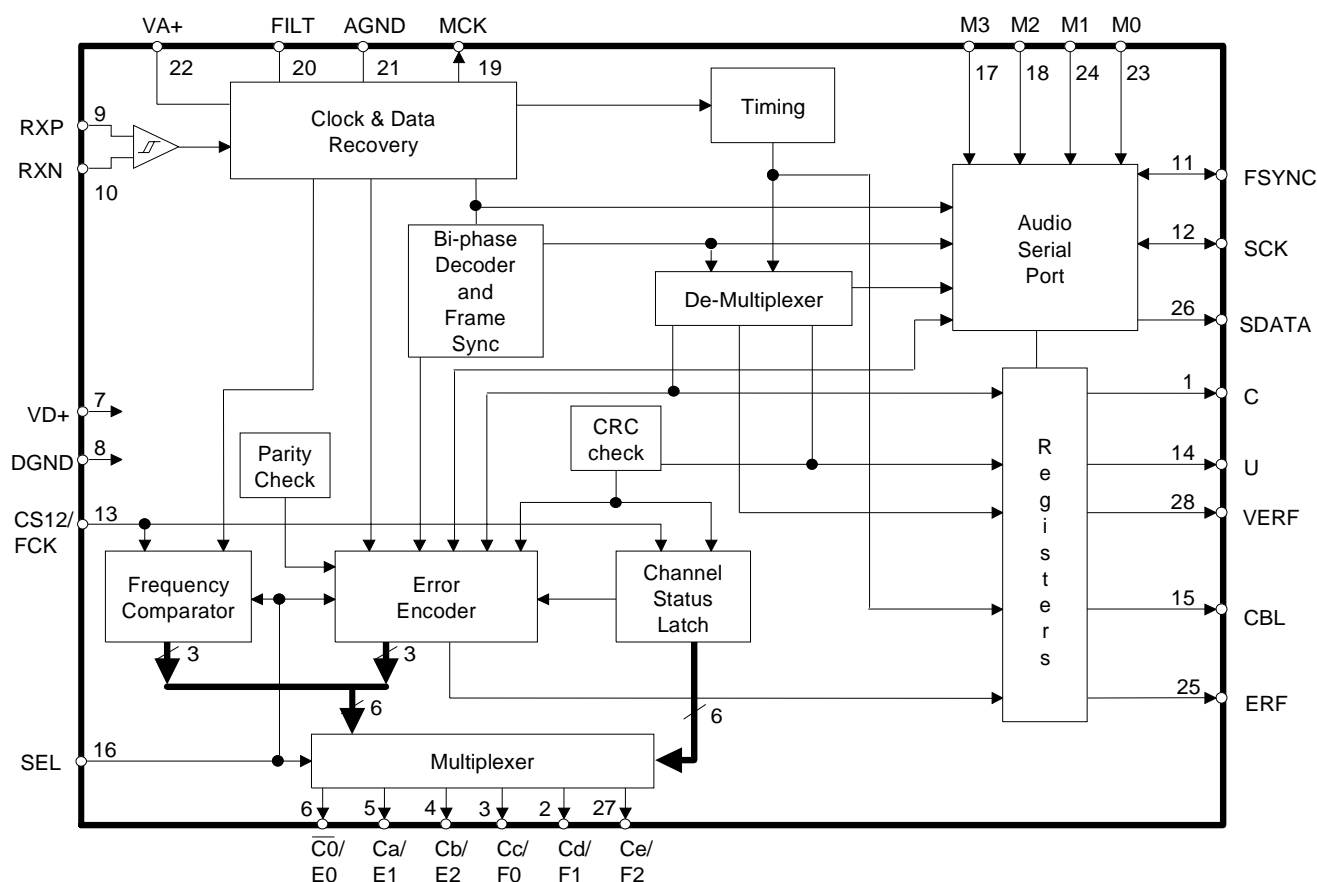 VA+ FILT AGND MCK M3 M2 M1 M0
22 20 21 19 17 18 24 23
RXP 9
RXN 10
Clock & Data
Recovery
Timing
Audio
Serial
Port
11 FSYNC
12 SCK
26 SDATA
Bi-phase
Decoder
and
Frame
Sync
De-Multiplexer
VD+ 7
DGND 8
CS12/
FCK
13
Parity
Check
CRC
check
Registers
1 C
14 U
28 VERF
15 CBL
25 ERF
Frequency
Comparator
Error
Encoder
Channel
Status
Latch
3 3
6 6
SEL 16
Multiplexer
6 5 4 3 2 27
C̅0̅/ Ca/ Cb/ Cc/ Cd/ Ce/
E0 E1 E2 F0 F1 F2